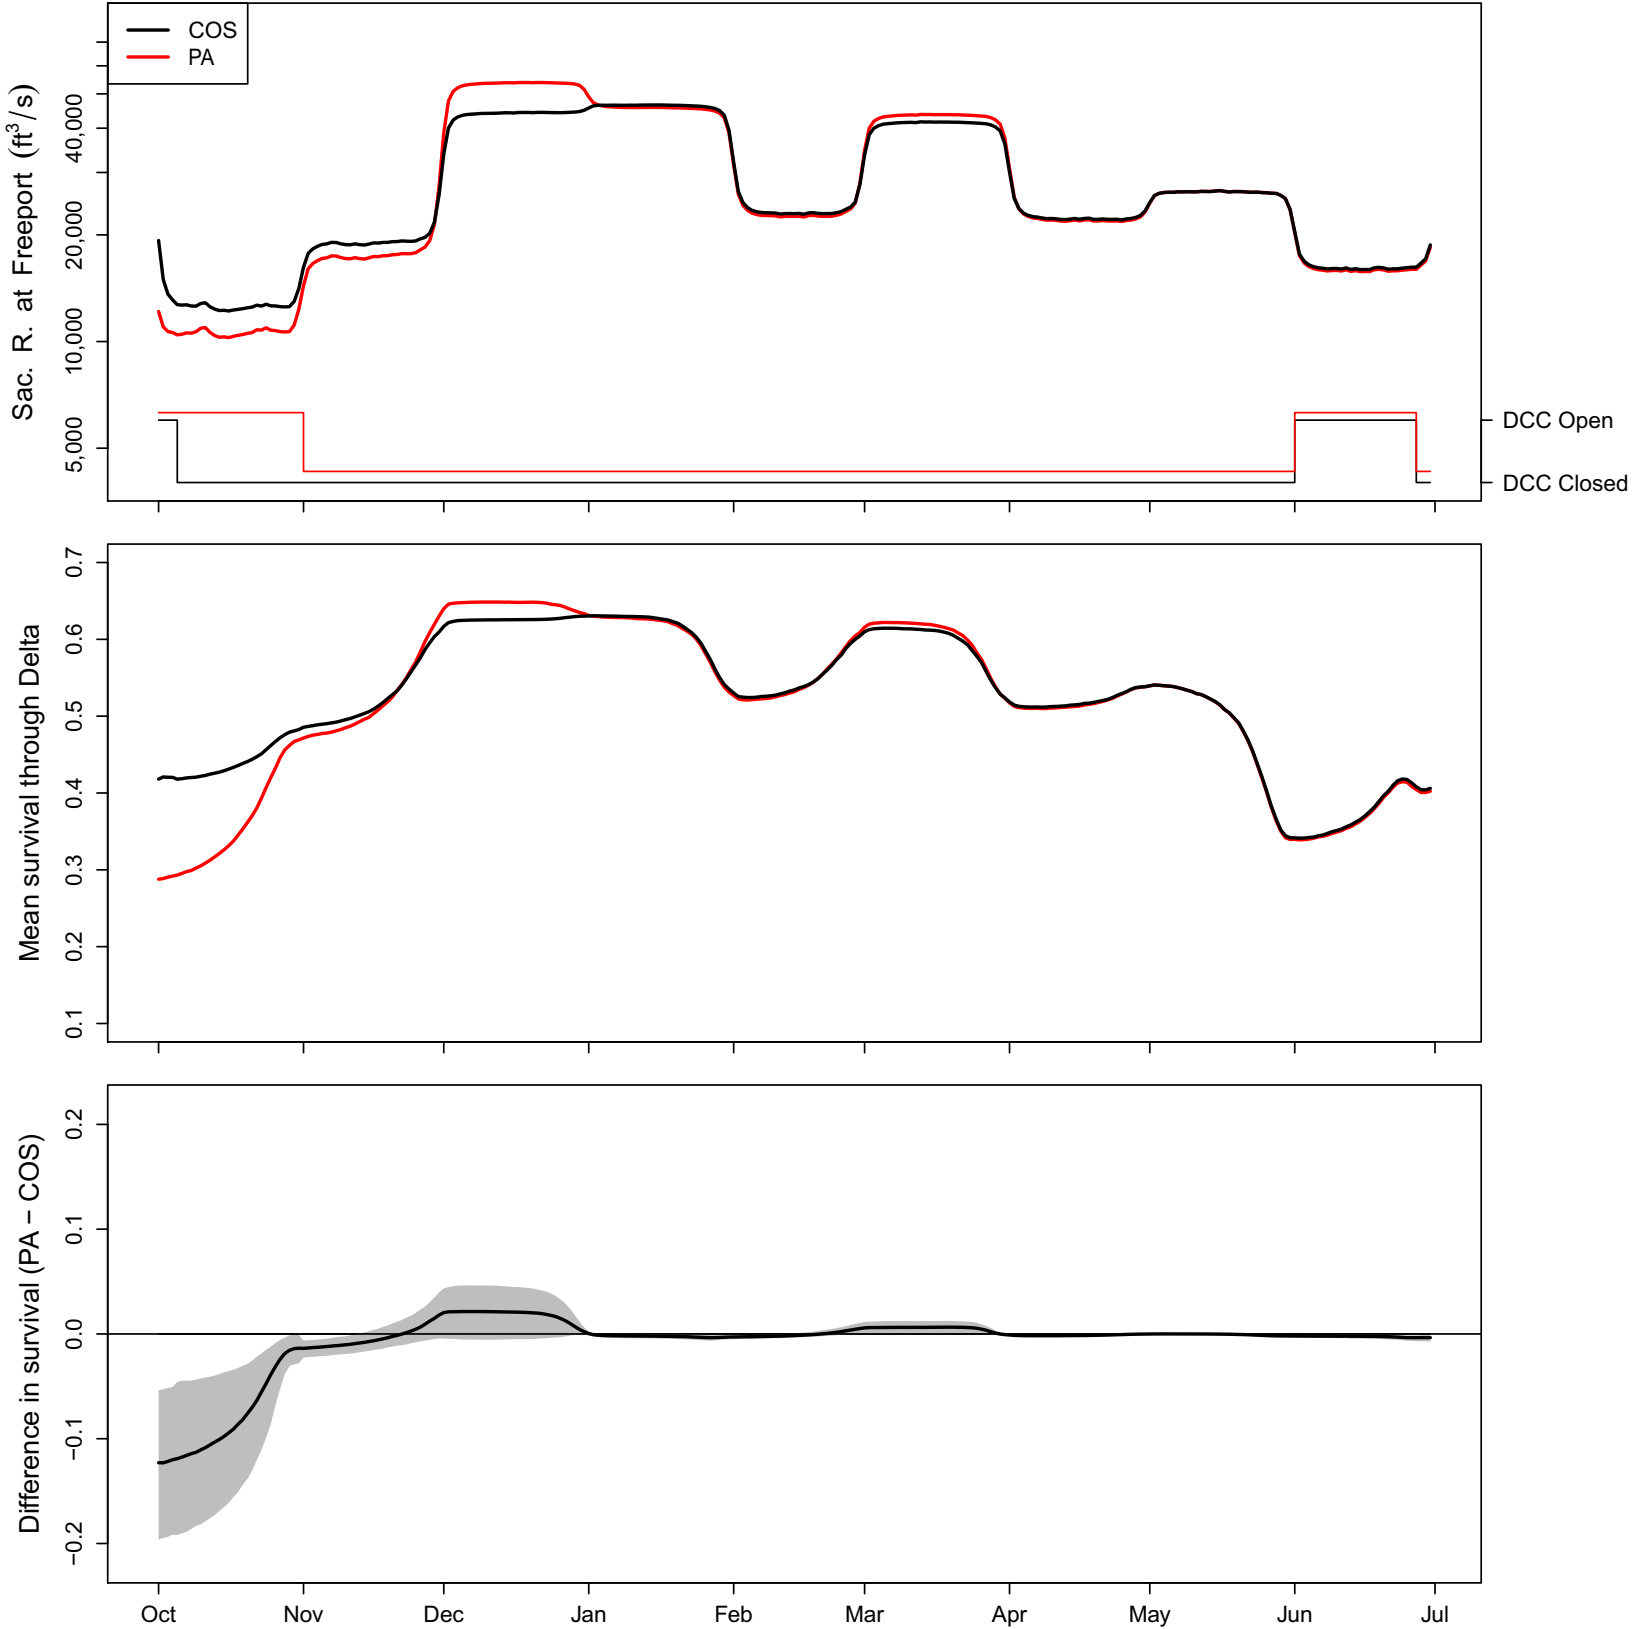 COS
PA
Sac. R. at Freeport (ft³/s)
40,000
20,000
10,000
5,000
DCC Open
DCC Closed
Mean survival through Delta
0.7
0.6
0.5
0.4
0.3
0.2
0.1
Difference in survival (PA − COS)
0.2
0.1
0.0
−0.1
−0.2
Oct Nov Dec Jan Feb Mar Apr May Jun Jul